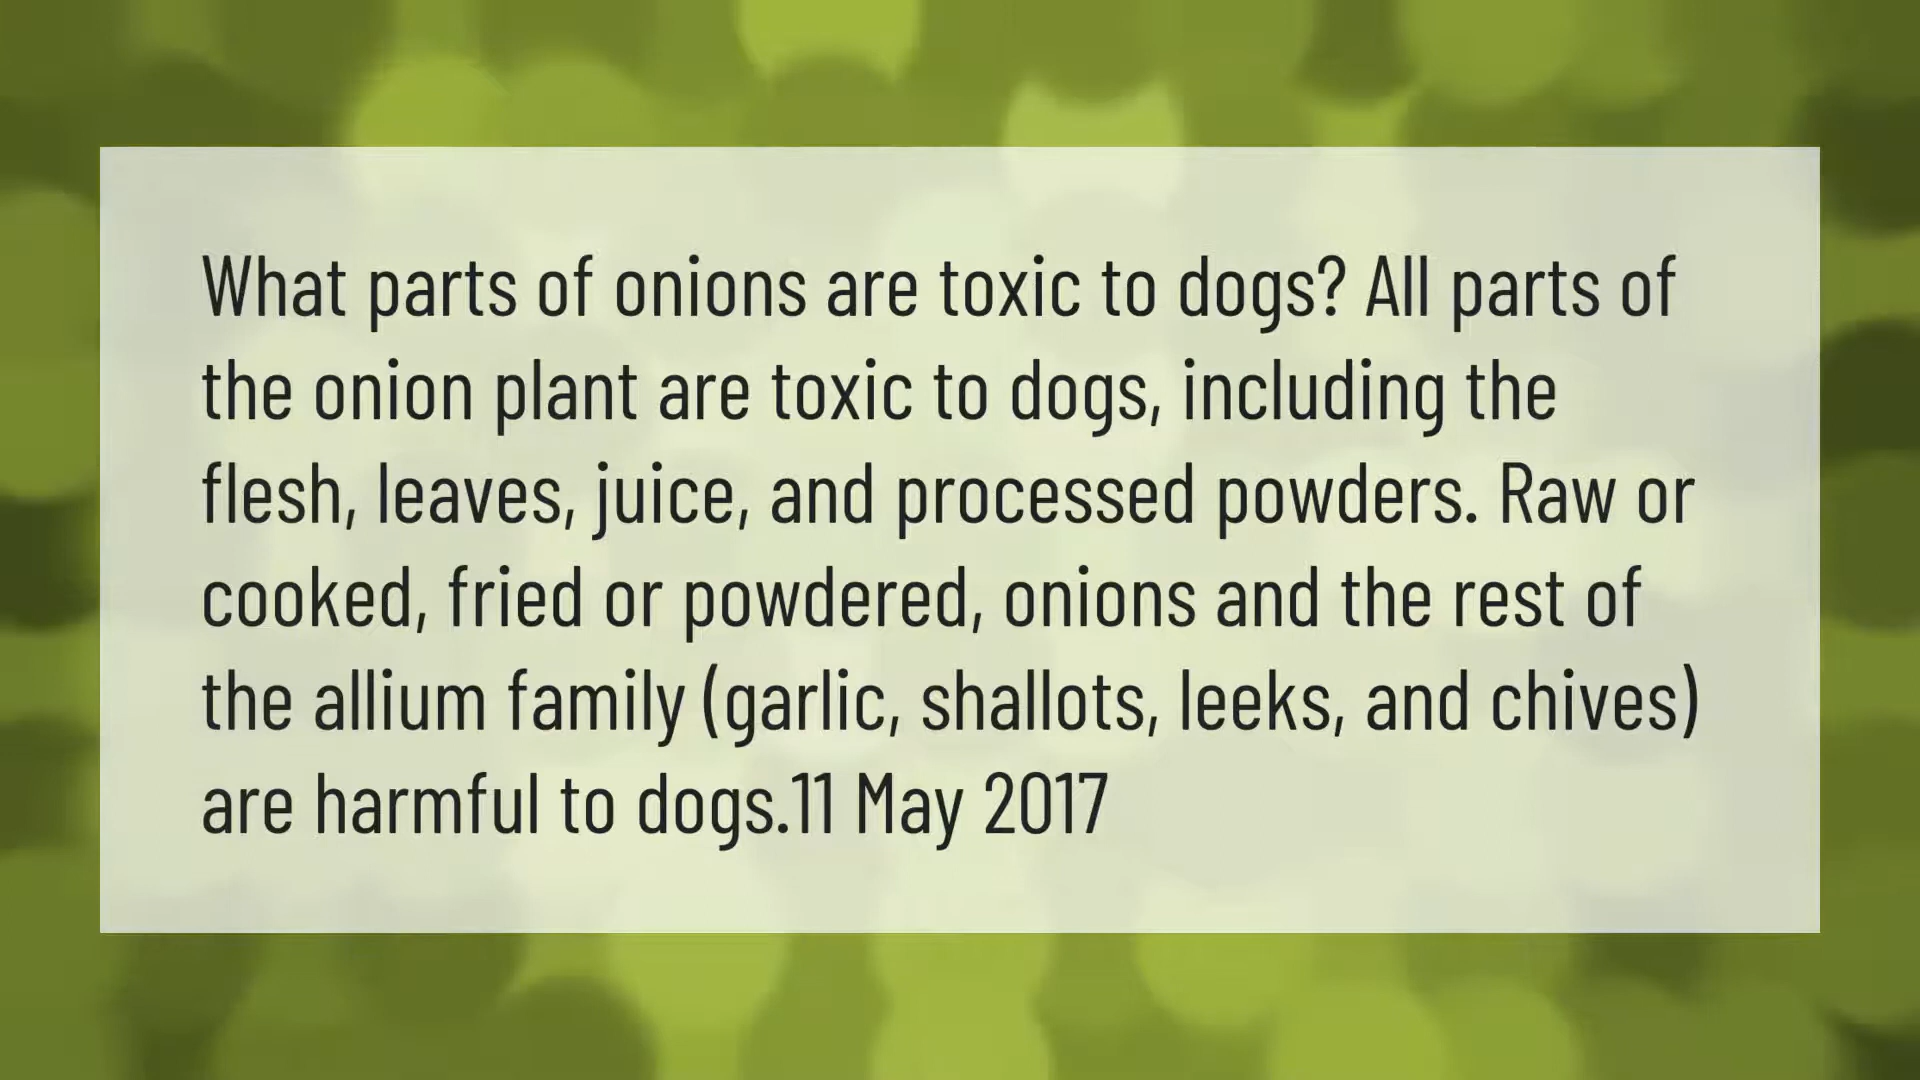 What parts of onions are toxic to dogs? All parts of
the onion plant are toxic to dogs, including the
flesh, leaves, juice, and processed powders. Raw or
cooked, fried or powdered, onions and the rest of
the allium family (garlic, shallots, leeks, and chives)
are harmful to dogs.11 May 2017